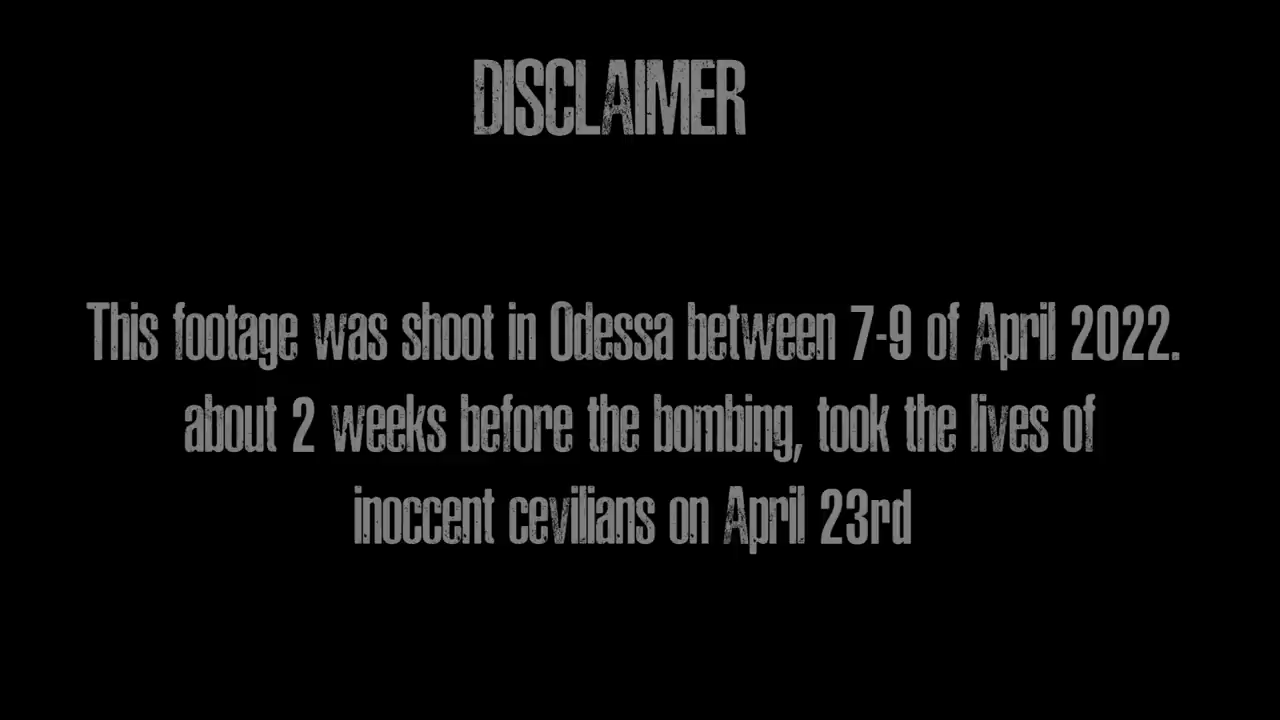 DISCLAIMER
This footage was shoot in Odessa between 7-9 of April 2022.
about 2 weeks before the bombing, took the lives of
inoccent cevilians on April 23rd